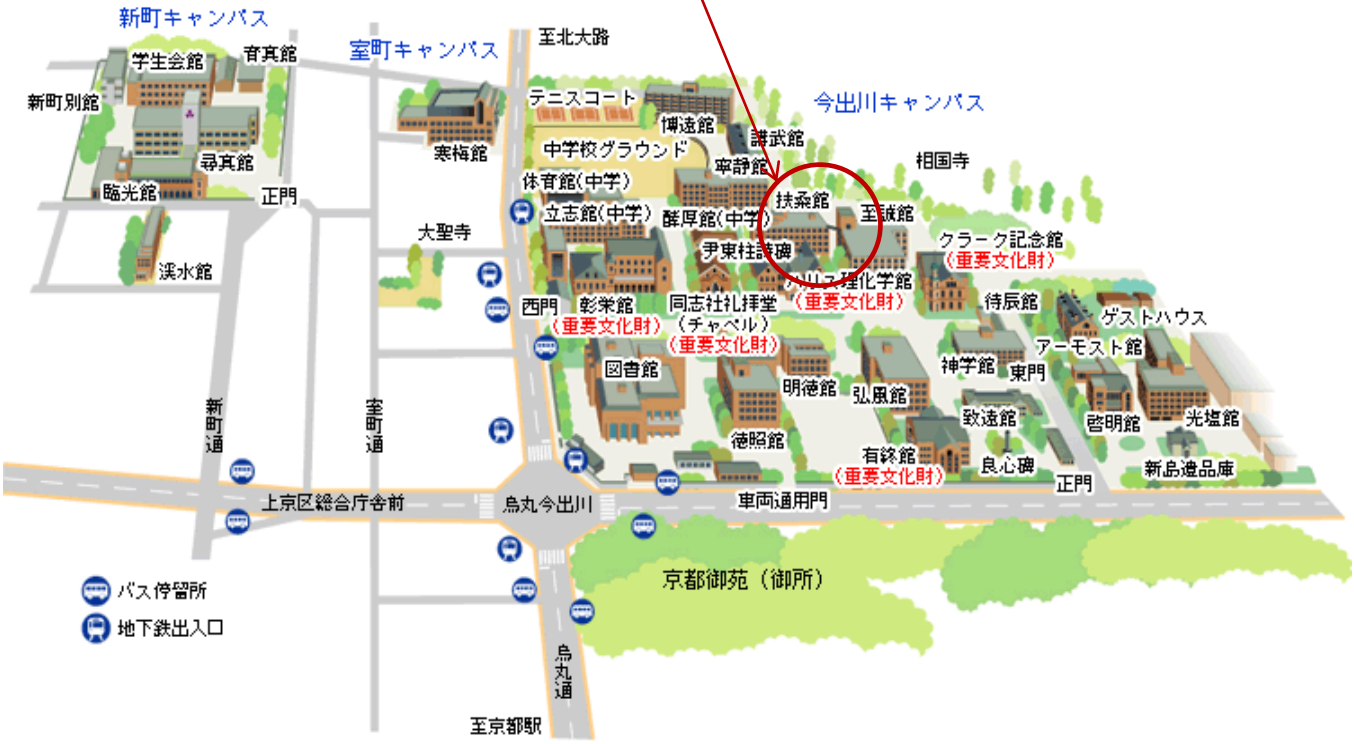 新町キャンパス
学生会館
育真館
新町別館
尋真館
臨光館
正門
渓水館
室町キャンパス
寒梅館
大聖寺
至北大路
今出川キャンパス
テニスコート
博遠館
中学校グラウンド
講武館
寧静館
相国寺
体育館(中学)
扶桑館
立志館(中学)
醇厚館(中学)
至誠館
尹東柱詩碑
クラーク記念館
(重要文化財)
ハリス理化学館
(重要文化財)
西門
彰栄館
(重要文化財)
同志社礼拝堂
(チャペル)
(重要文化財)
待辰館
ゲストハウス
アーモスト館
図書館
明徳館
弘風館
神学館
東門
致遠館
啓明館
光塩館
徳照館
有終館
(重要文化財)
良心碑
正門
新島遺品庫
新町通
室町通
上京区総合庁舎前
烏丸今出川
車両通用門
京都御苑(御所)
バス停留所
地下鉄出入口
烏丸通
至京都駅